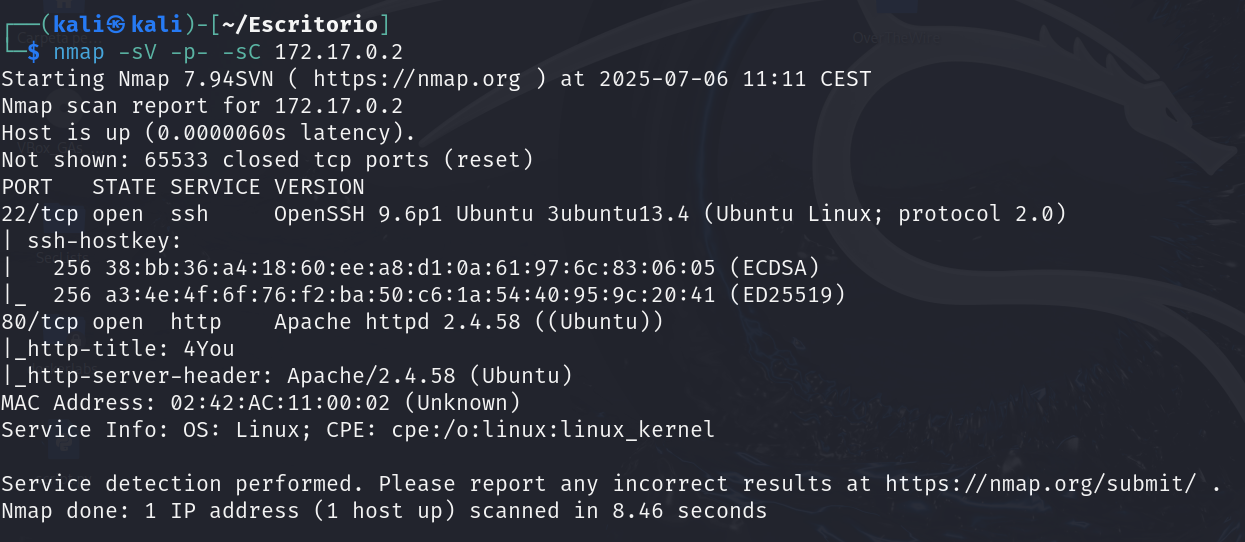 ┌──(kali㉿kali)-[~/Escritorio]
└─$ nmap -sV -p- -sC 172.17.0.2
Starting Nmap 7.94SVN ( https://nmap.org ) at 2025-07-06 11:11 CEST
Nmap scan report for 172.17.0.2
Host is up (0.0000060s latency).
Not shown: 65533 closed tcp ports (reset)
PORT   STATE SERVICE VERSION
22/tcp open  ssh     OpenSSH 9.6p1 Ubuntu 3ubuntu13.4 (Ubuntu Linux; protocol 2.0)
| ssh-hostkey:
|   256 38:bb:36:a4:18:60:ee:a8:d1:0a:61:97:6c:83:06:05 (ECDSA)
|_  256 a3:4e:4f:6f:76:f2:ba:50:c6:1a:54:40:95:9c:20:41 (ED25519)
80/tcp open  http    Apache httpd 2.4.58 ((Ubuntu))
|_http-title: 4You
|_http-server-header: Apache/2.4.58 (Ubuntu)
MAC Address: 02:42:AC:11:00:02 (Unknown)
Service Info: OS: Linux; CPE: cpe:/o:linux:linux_kernel

Service detection performed. Please report any incorrect results at https://nmap.org/submit/ .
Nmap done: 1 IP address (1 host up) scanned in 8.46 seconds